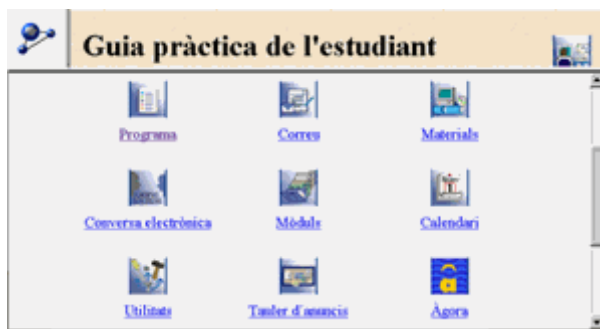 Guia pràctica de l'estudiant
Programa Correu Materials
Conversa electrònica Mòduls Calendari
Utilitats Tauler d'anuncis Àgora